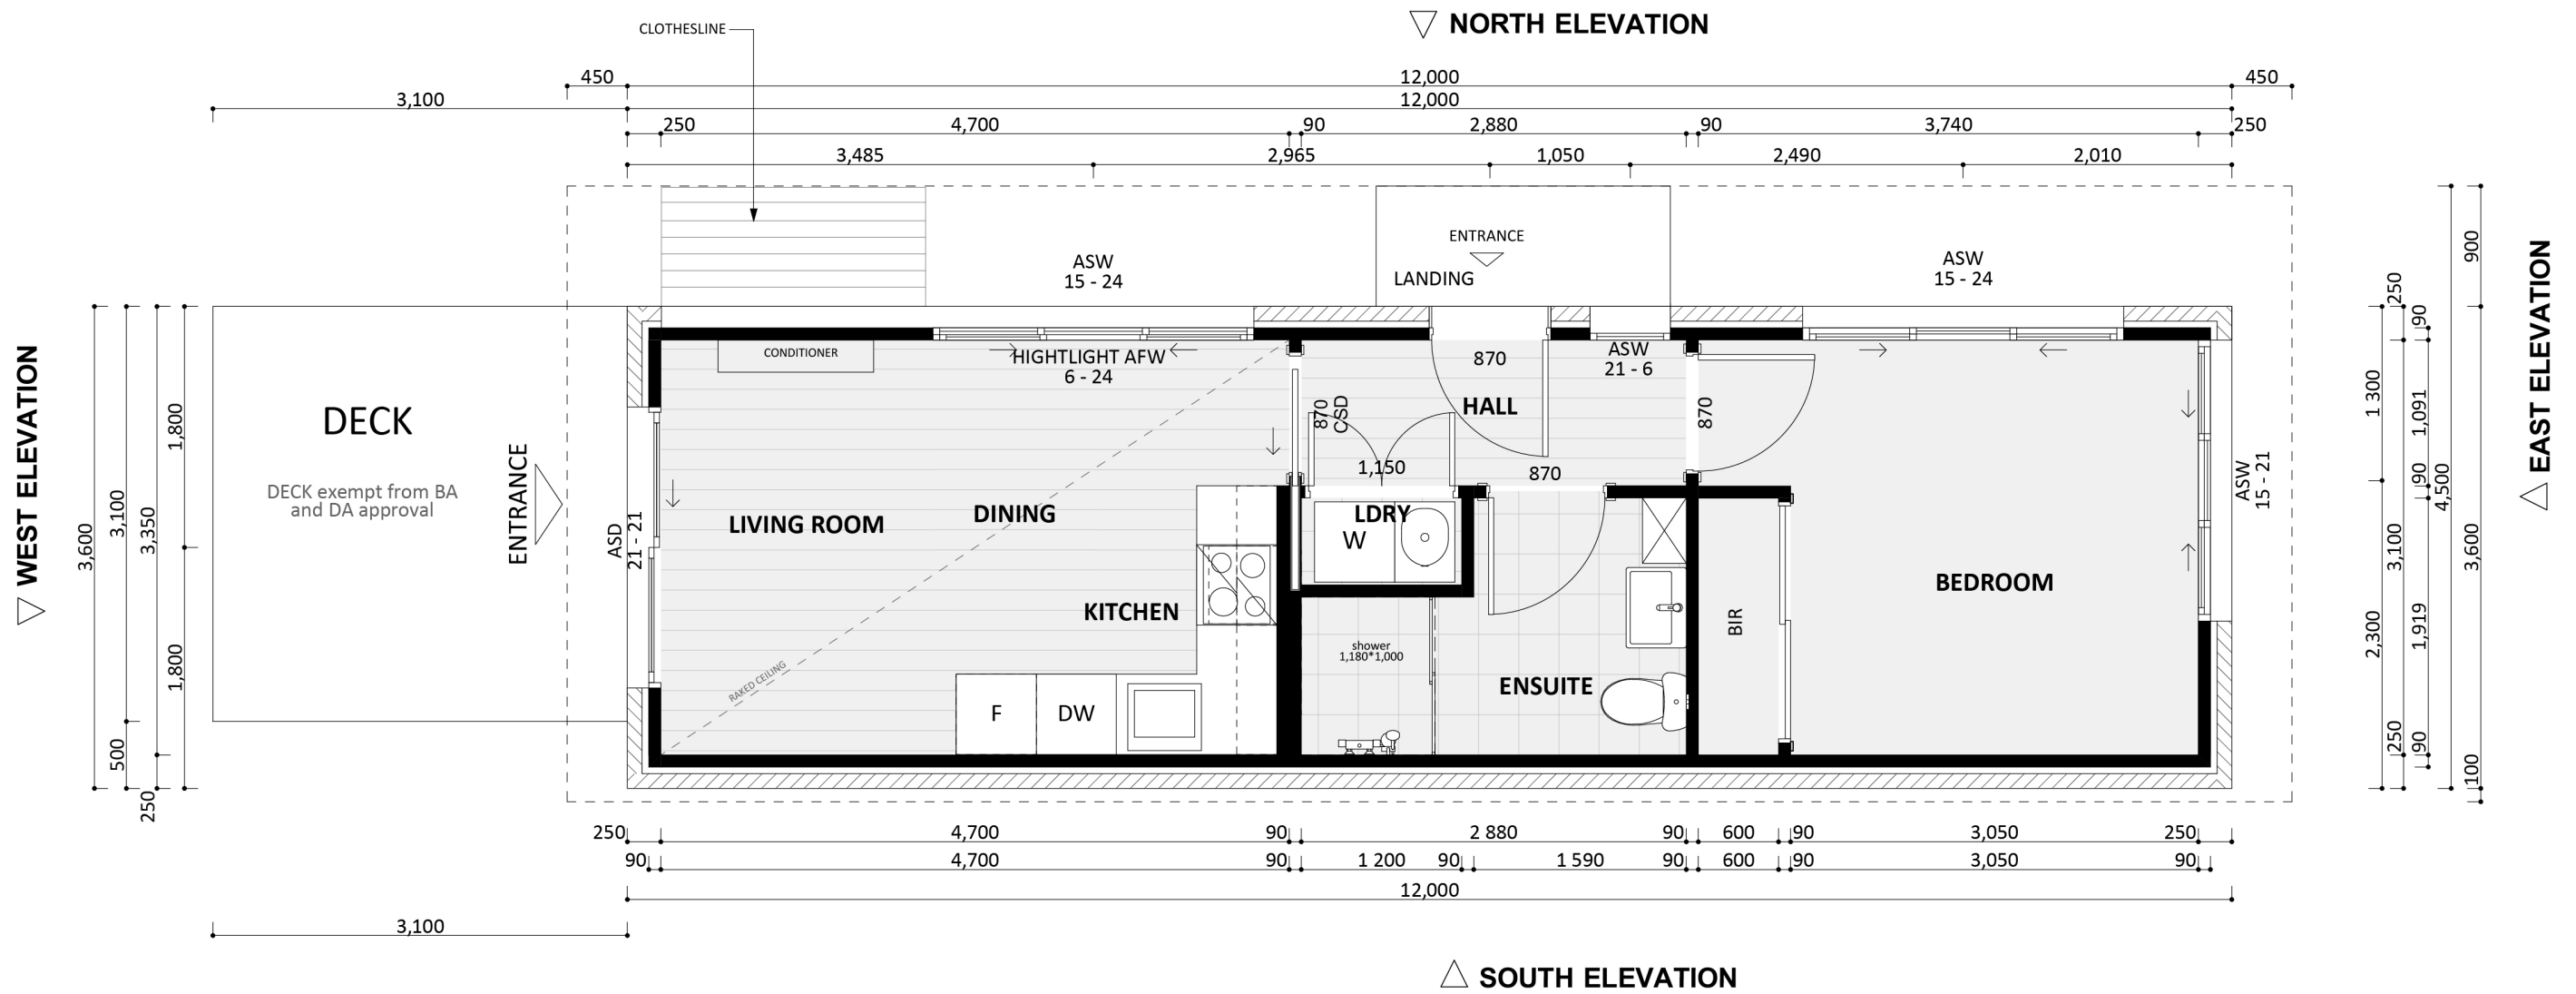 NORTH ELEVATION
CLOTHESLINE
450
12,000
450
3,100
12,000
250
4,700
90
2,880
90
3,740
250
3,485
2,965
1,050
2,490
2,010
ENTRANCE
LANDING
ASW
15 - 24
ASW
15 - 24
CONDITIONER
HIGHTLIGHT AFW
6 - 24
870
ASW
21 - 6
HALL
870
CSD
870
1,150
870
DECK
DECK exempt from BA
and DA approval
ENTRANCE
ASD
21 - 21
LIVING ROOM
DINING
KITCHEN
RAKED CEILING
F
DW
LDRY
W
shower
1,180*1,000
ENSUITE
BIR
BEDROOM
ASW
15 - 21
WEST ELEVATION
3,600
3,100
500
3,350
250
1,800
1,800
EAST ELEVATION
1 300
2,300
250
3,100
250
90
1,091
90
1,919
90
4,500
900
3,600
100
250
4,700
90
2 880
90
600
90
3,050
250
90
4,700
90
1 200
90
1 590
90
600
90
3,050
90
12,000
3,100
SOUTH ELEVATION